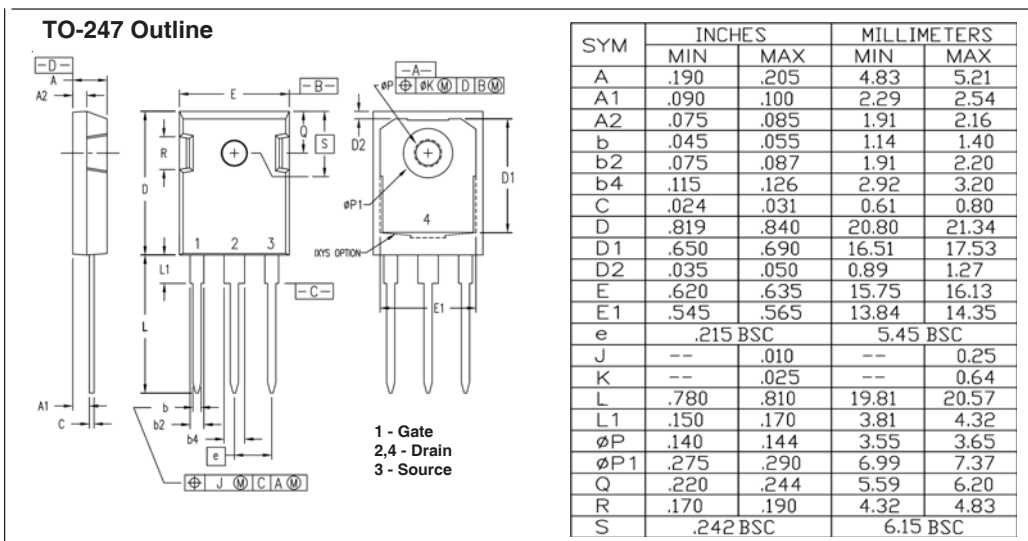 TO-247 Outline
-D-
A
A2
E
-B-
-A-
øP ⌖ øK Ⓜ D BⓂ
R
D
Q
S
D2
D1
øP1
4
1 2 3
IXYS OPTION
L1
-C-
E1
L
A1
C
b
b2
b4
e
⌖ J Ⓜ C AⓂ
1 - Gate
2,4 - Drain
3 - Source
SYM INCHES MILLIMETERS
MIN MAX MIN MAX
A .190 .205 4.83 5.21
A1 .090 .100 2.29 2.54
A2 .075 .085 1.91 2.16
b .045 .055 1.14 1.40
b2 .075 .087 1.91 2.20
b4 .115 .126 2.92 3.20
C .024 .031 0.61 0.80
D .819 .840 20.80 21.34
D1 .650 .690 16.51 17.53
D2 .035 .050 0.89 1.27
E .620 .635 15.75 16.13
E1 .545 .565 13.84 14.35
e .215 BSC 5.45 BSC
J -- .010 -- 0.25
K -- .025 -- 0.64
L .780 .810 19.81 20.57
L1 .150 .170 3.81 4.32
øP .140 .144 3.55 3.65
øP1 .275 .290 6.99 7.37
Q .220 .244 5.59 6.20
R .170 .190 4.32 4.83
S .242 BSC 6.15 BSC